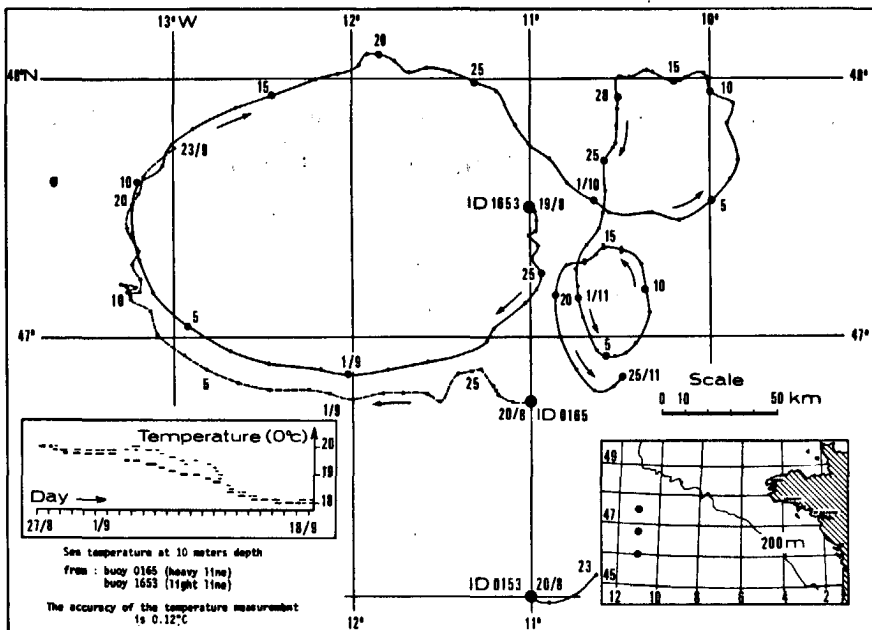 13°W 12° 11° 10°
20
48°N 25 15 48°
15 28 10
23/8
10 25
20 1/10
ID 1653 19/8 5
15
25
10 20 1/11 10
5
47° 5 47°
1/9 25/11
5 25 Scale
1/9 20/8 ID 0165 0 10 50 km
Temperature (0°c) 20
19
Day 18
27/8 1/9 18/9
Sea temperature at 10 meters depth
from : buoy 0165 (heavy line)
buoy 1653 (light line)
The accuracy of the temperature measurement
is 0.12°C
49
47
200m
45
12 10 8 6 4 2
23
ID 0153 20/8
12° 11°